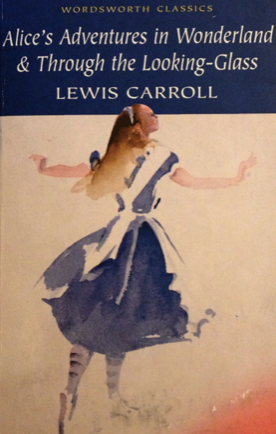 WORDSWORTH CLASSICS
Alice's Adventures in Wonderland
& Through the Looking-Glass
LEWIS CARROLL